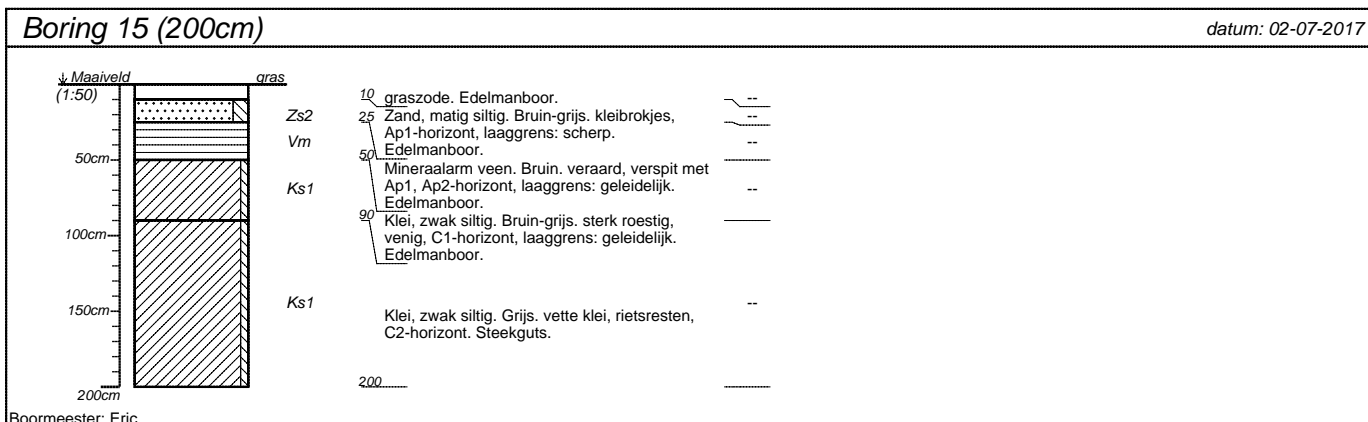 Boring 15 (200cm)
datum: 02-07-2017
Maaiveld
gras
(1:50)
50cm
100cm
150cm
200cm
Zs2
Vm
Ks1
Ks1
10 graszode. Edelmanboor.
25 Zand, matig siltig. Bruin-grijs. kleibrokjes,
Ap1-horizont, laaggrens: scherp.
Edelmanboor.
50
Mineraalarm veen. Bruin. veraard, verspit met
Ap1, Ap2-horizont, laaggrens: geleidelijk.
Edelmanboor.
90
Klei, zwak siltig. Bruin-grijs. sterk roestig,
venig, C1-horizont, laaggrens: geleidelijk.
Edelmanboor.
Klei, zwak siltig. Grijs. vette klei, rietsresten,
C2-horizont. Steekguts.
200
--
--
--
--
--
Boormeester: Eric